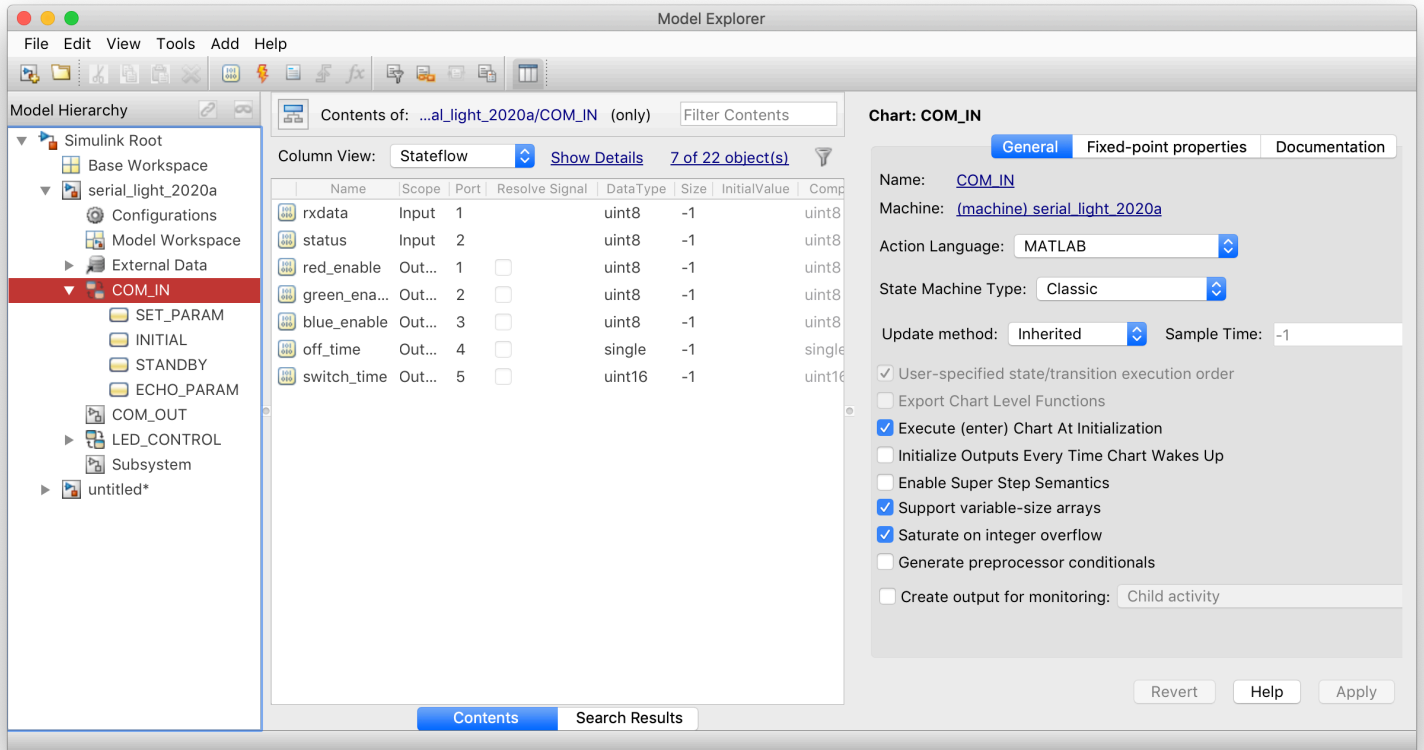 Model Explorer
File Edit View Tools Add Help
Model Hierarchy
Simulink Root
Base Workspace
serial_light_2020a
Configurations
Model Workspace
External Data
COM_IN
SET_PARAM
INITIAL
STANDBY
ECHO_PARAM
COM_OUT
LED_CONTROL
Subsystem
untitled*
Contents of: ...al_light_2020a/COM_IN (only) Filter Contents
Column View: Stateflow Show Details 7 of 22 object(s)
Name Scope Port Resolve Signal DataType Size InitialValue Comp
rxdata Input 1 uint8 -1 uint8
status Input 2 uint8 -1 uint8
red_enable Out... 1 uint8 -1 uint8
green_ena... Out... 2 uint8 -1 uint8
blue_enable Out... 3 uint8 -1 uint8
off_time Out... 4 single -1 single
switch_time Out... 5 uint16 -1 uint16
Contents Search Results
Chart: COM_IN
General Fixed-point properties Documentation
Name: COM_IN
Machine: (machine) serial_light_2020a
Action Language: MATLAB
State Machine Type: Classic
Update method: Inherited Sample Time: -1
User-specified state/transition execution order
Export Chart Level Functions
Execute (enter) Chart At Initialization
Initialize Outputs Every Time Chart Wakes Up
Enable Super Step Semantics
Support variable-size arrays
Saturate on integer overflow
Generate preprocessor conditionals
Create output for monitoring: Child activity
Revert Help Apply